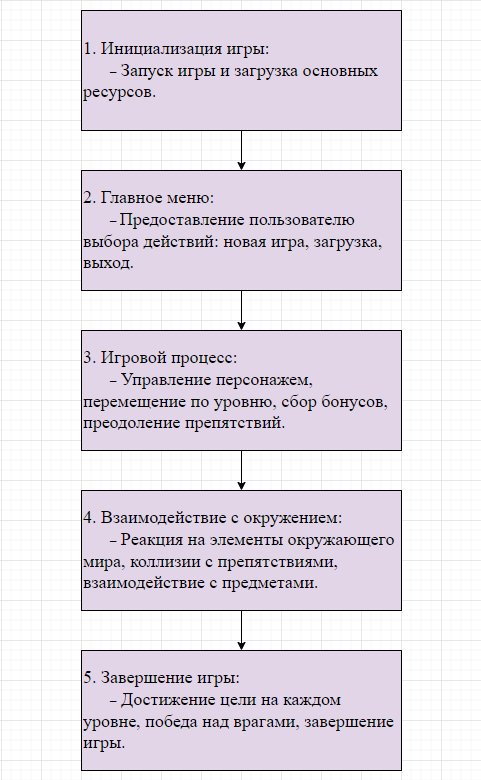 1. Инициализация игры:
– Запуск игры и загрузка основных
ресурсов.
2. Главное меню:
– Предоставление пользователю
выбора действий: новая игра, загрузка,
выход.
3. Игровой процесс:
– Управление персонажем,
перемещение по уровню, сбор бонусов,
преодоление препятствий.
4. Взаимодействие с окружением:
– Реакция на элементы окружающего
мира, коллизии с препятствиями,
взаимодействие с предметами.
5. Завершение игры:
– Достижение цели на каждом
уровне, победа над врагами, завершение
игры.